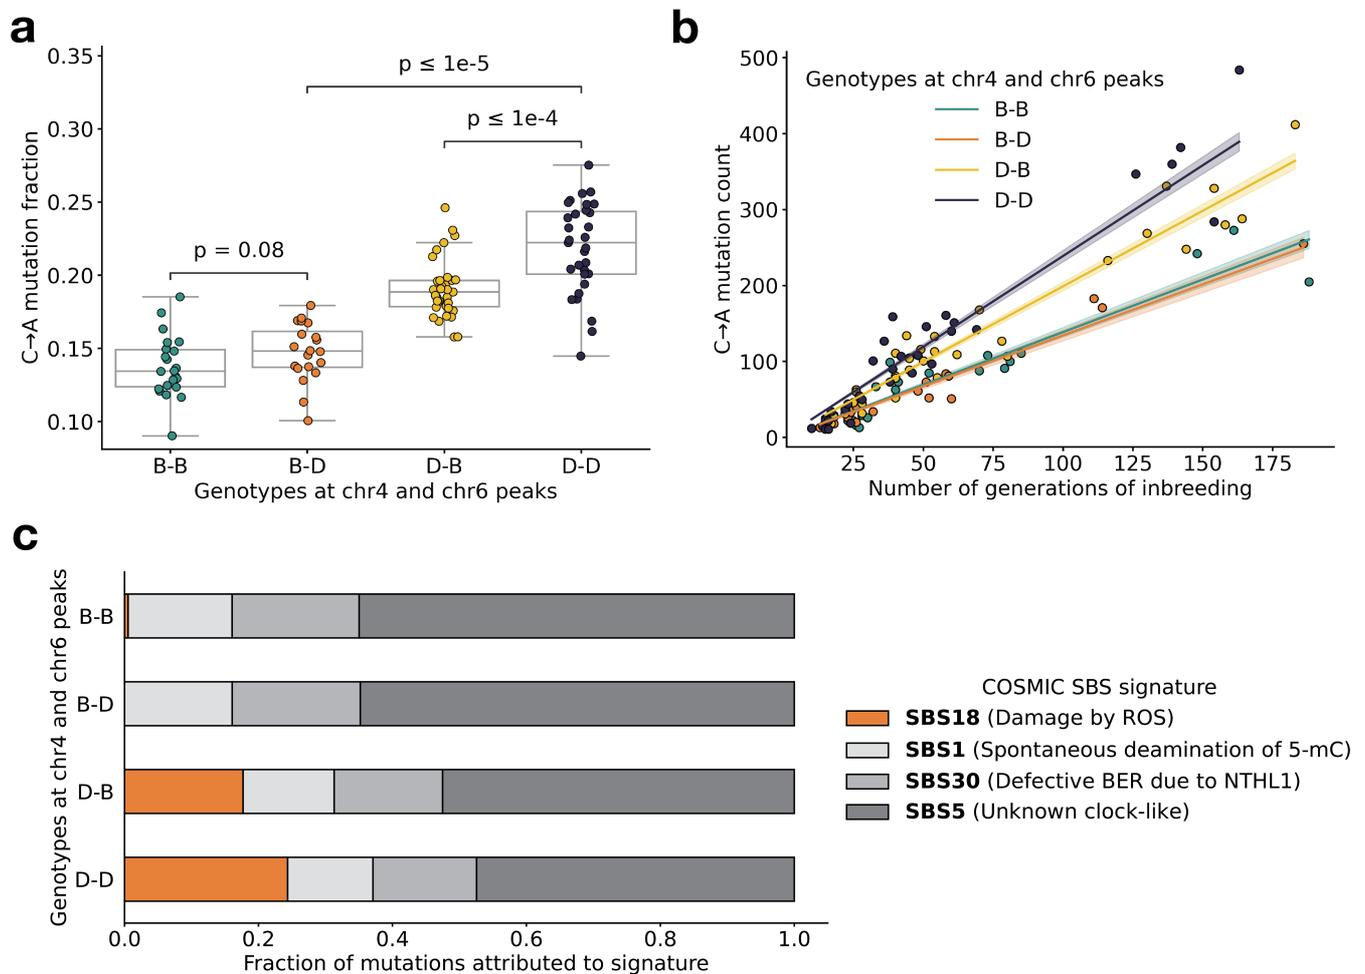 a
0.35
0.30
0.25
0.20
0.15
0.10
C→A mutation fraction
p ≤ 1e-5
p ≤ 1e-4
p = 0.08
B-B
B-D
D-B
D-D
Genotypes at chr4 and chr6 peaks
b
500
400
300
200
100
0
C→A mutation count
Genotypes at chr4 and chr6 peaks
B-B
B-D
D-B
D-D
25
50
75
100
125
150
175
Number of generations of inbreeding
c
Genotypes at chr4 and chr6 peaks
B-B
B-D
D-B
D-D
0.0
0.2
0.4
0.6
0.8
1.0
Fraction of mutations attributed to signature
COSMIC SBS signature
SBS18 (Damage by ROS)
SBS1 (Spontaneous deamination of 5-mC)
SBS30 (Defective BER due to NTHL1)
SBS5 (Unknown clock-like)